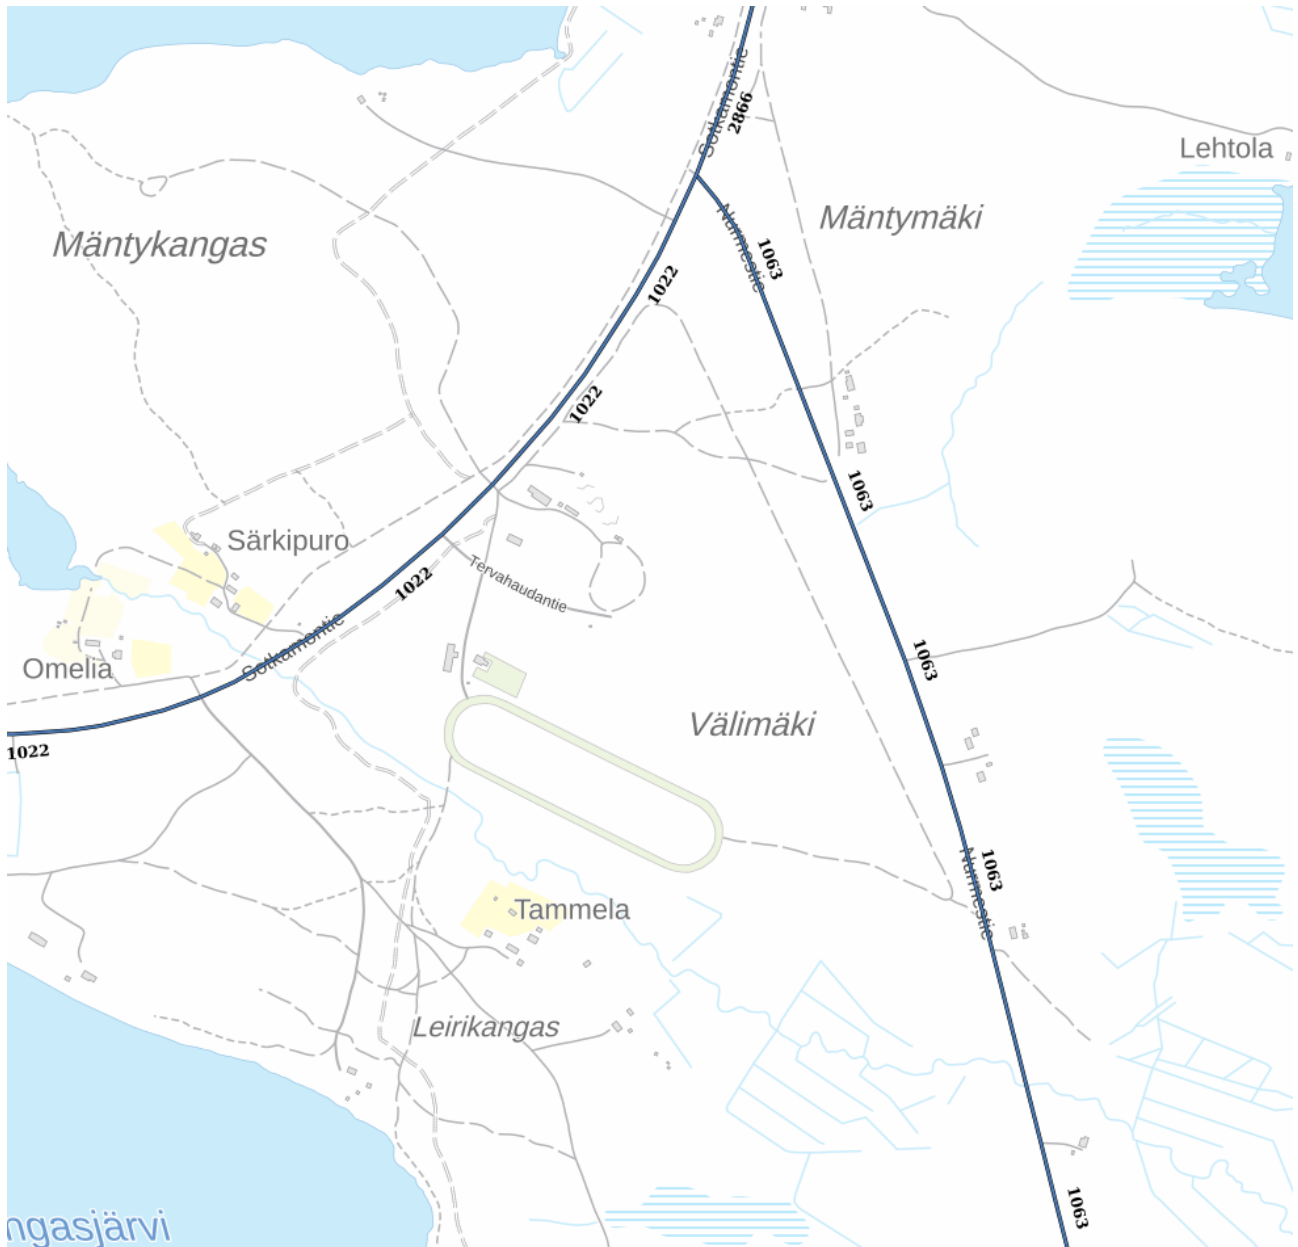 Sotkamontie
2866
Lehtola
Mäntymäki
Nurmestie
1063
Mäntykangas
1022
1022
1063
Särkipuro
Tervahaudantie
1022
Sotkamontie
Omelia
1063
Välimäki
1022
1063
Nurmestie
Tammela
Leirikangas
1063
ngasjärvi